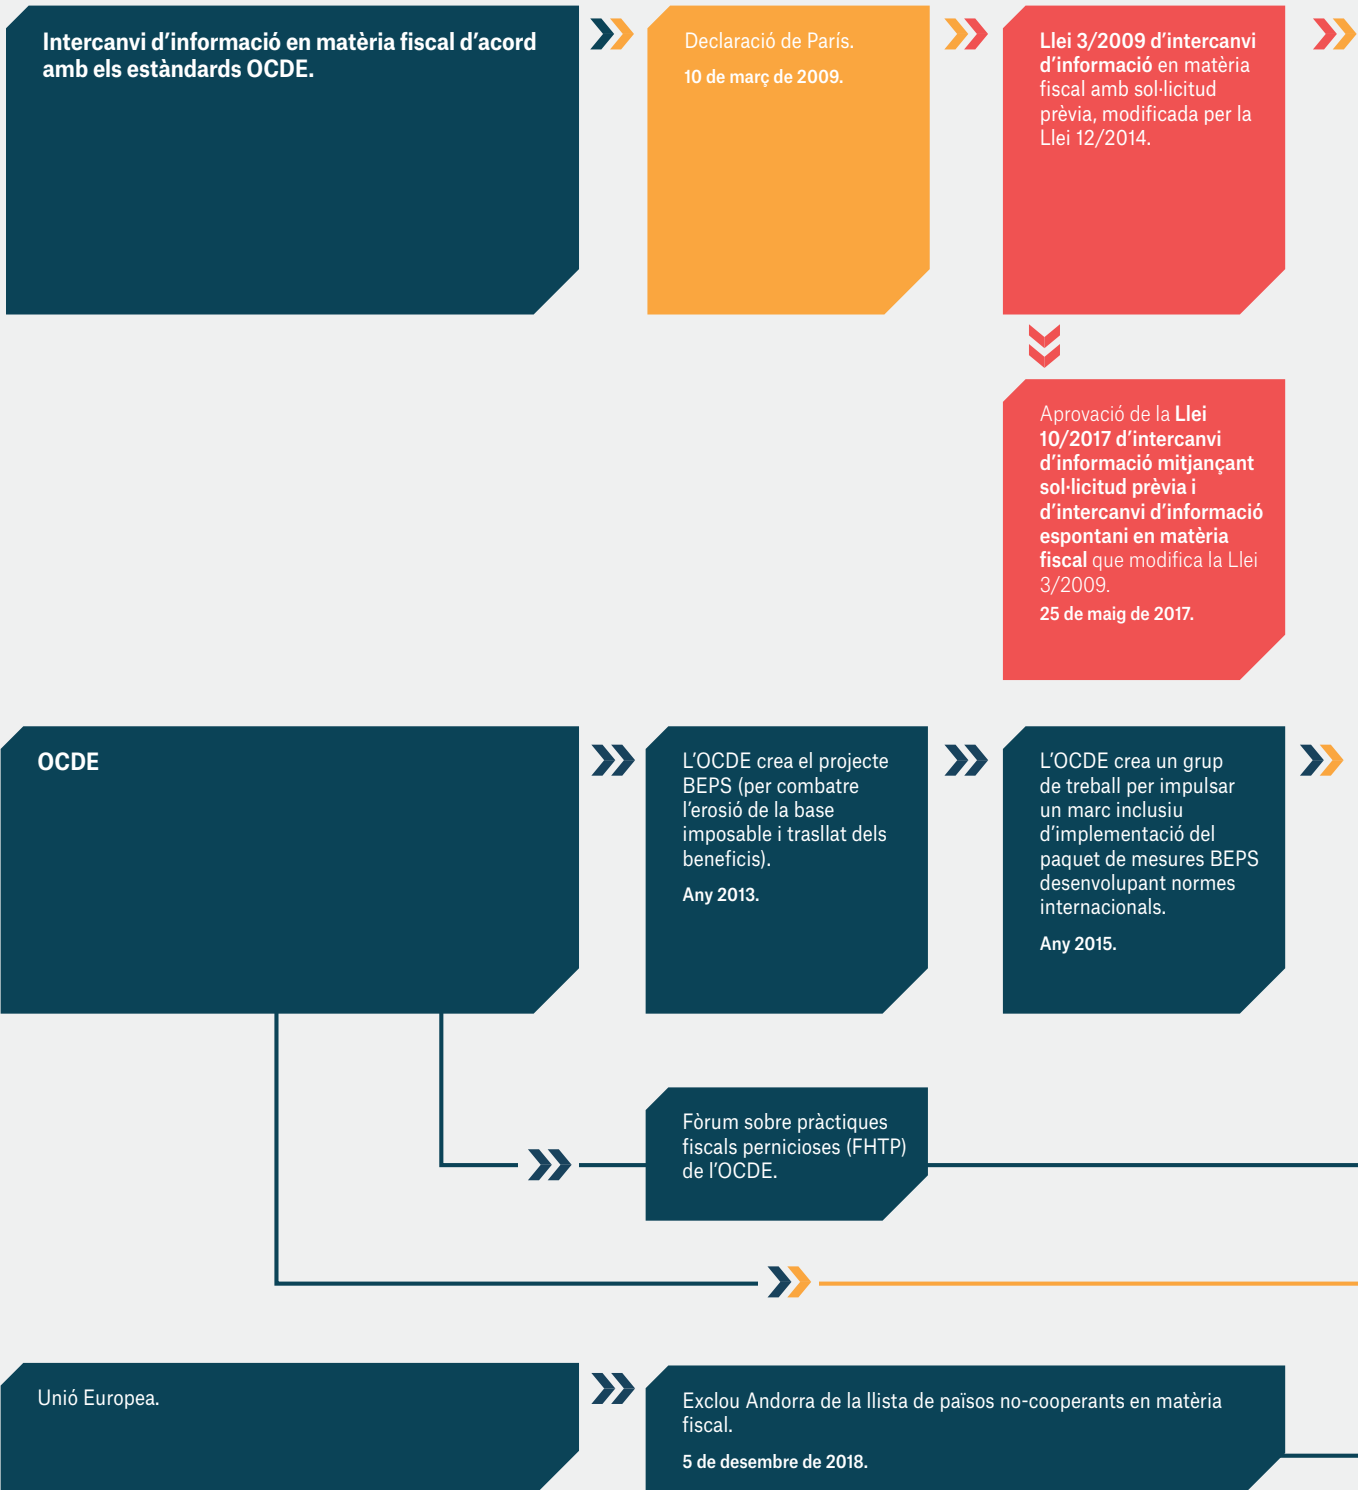 Intercanvi d’informació en matèria fiscal d’acord
amb els estàndards OCDE.
Declaració de París.
10 de març de 2009.
Llei 3/2009 d’intercanvi
d’informació en matèria
fiscal amb sol·licitud
prèvia, modificada per la
Llei 12/2014.
Aprovació de la Llei
10/2017 d’intercanvi
d’informació mitjançant
sol·licitud prèvia i
d’intercanvi d’informació
espontani en matèria
fiscal que modifica la Llei
3/2009.
25 de maig de 2017.
OCDE
L’OCDE crea el projecte
BEPS (per combatre
l’erosió de la base
imposable i trasllat dels
beneficis).
Any 2013.
L’OCDE crea un grup
de treball per impulsar
un marc inclusiu
d’implementació del
paquet de mesures BEPS
desenvolupant normes
internacionals.
Any 2015.
Fòrum sobre pràctiques
fiscals pernicioses (FHTP)
de l’OCDE.
Unió Europea.
Exclou Andorra de la llista de països no-cooperants en matèria
fiscal.
5 de desembre de 2018.